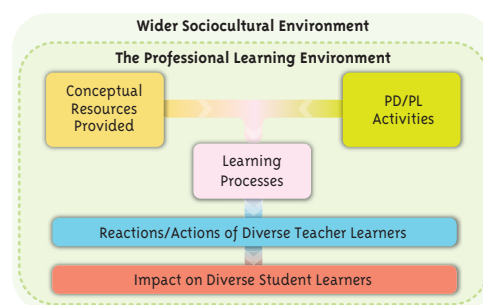 Wider Sociocultural Environment
The Professional Learning Environment
Conceptual
Resources
Provided
PD/PL
Activities
Learning
Processes
Reactions/Actions of Diverse Teacher Learners
Impact on Diverse Student Learners